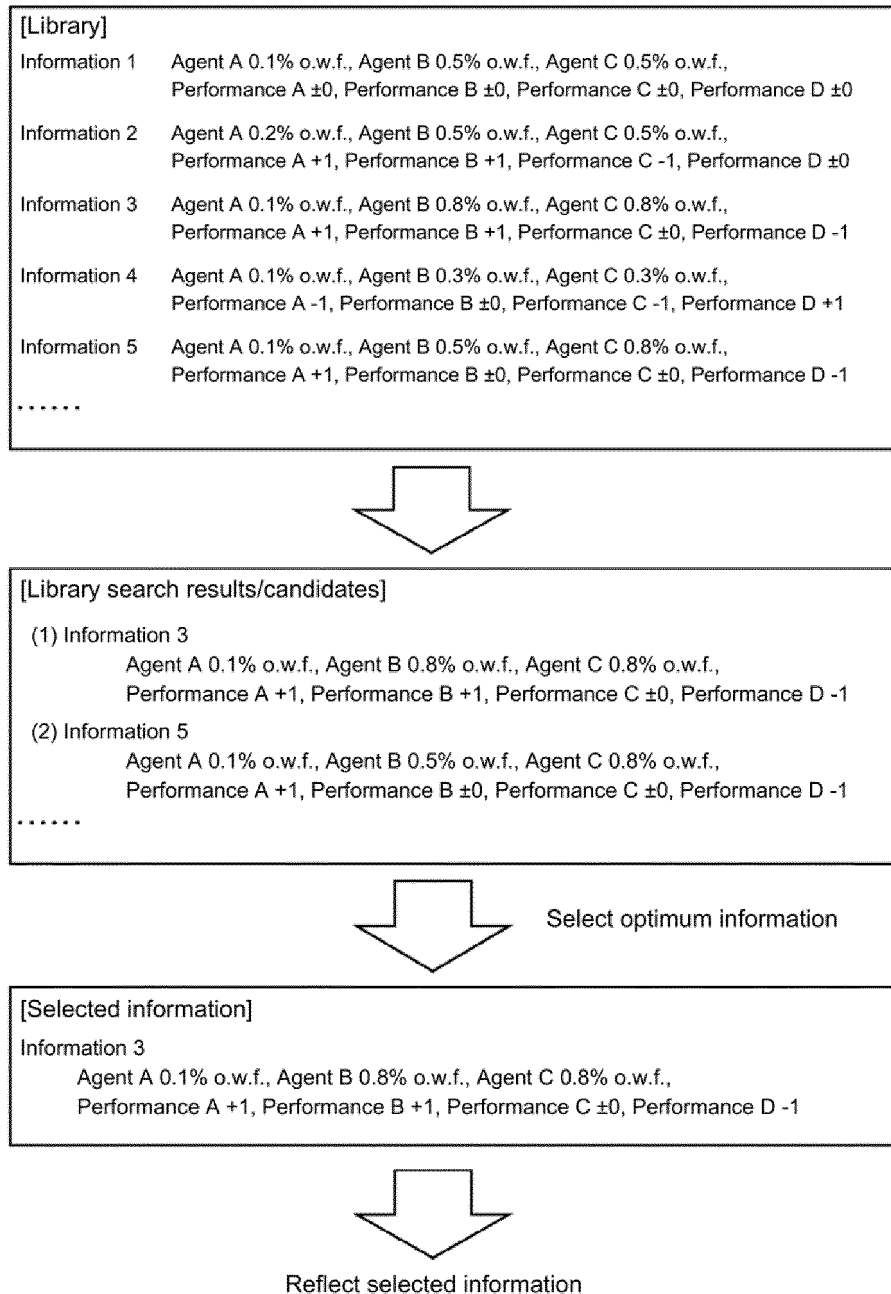 [Library]
Information 1 Agent A 0.1% o.w.f., Agent B 0.5% o.w.f., Agent C 0.5% o.w.f.,
Performance A ±0, Performance B ±0, Performance C ±0, Performance D ±0
Information 2 Agent A 0.2% o.w.f., Agent B 0.5% o.w.f., Agent C 0.5% o.w.f.,
Performance A +1, Performance B +1, Performance C -1, Performance D ±0
Information 3 Agent A 0.1% o.w.f., Agent B 0.8% o.w.f., Agent C 0.8% o.w.f.,
Performance A +1, Performance B +1, Performance C ±0, Performance D -1
Information 4 Agent A 0.1% o.w.f., Agent B 0.3% o.w.f., Agent C 0.3% o.w.f.,
Performance A -1, Performance B ±0, Performance C -1, Performance D +1
Information 5 Agent A 0.1% o.w.f., Agent B 0.5% o.w.f., Agent C 0.8% o.w.f.,
Performance A +1, Performance B ±0, Performance C ±0, Performance D -1
......
[Library search results/candidates]
(1) Information 3
Agent A 0.1% o.w.f., Agent B 0.8% o.w.f., Agent C 0.8% o.w.f.,
Performance A +1, Performance B +1, Performance C ±0, Performance D -1
(2) Information 5
Agent A 0.1% o.w.f., Agent B 0.5% o.w.f., Agent C 0.8% o.w.f.,
Performance A +1, Performance B ±0, Performance C ±0, Performance D -1
......
Select optimum information
[Selected information]
Information 3
Agent A 0.1% o.w.f., Agent B 0.8% o.w.f., Agent C 0.8% o.w.f.,
Performance A +1, Performance B +1, Performance C ±0, Performance D -1
Reflect selected information